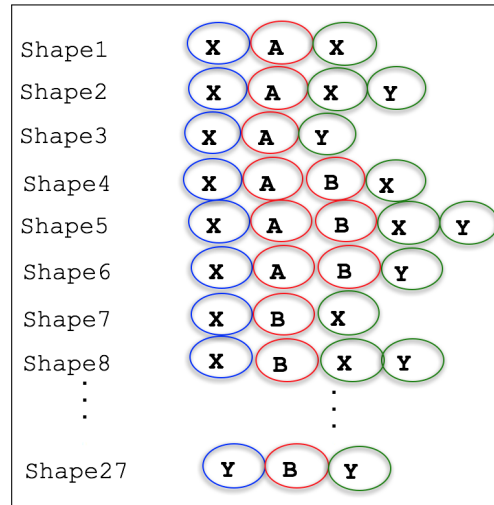 Shape1 X A X
Shape2 X A X Y
Shape3 X A Y
Shape4 X A B X
Shape5 X A B X Y
Shape6 X A B Y
Shape7 X B X
Shape8 X B X Y
Shape27 Y B Y